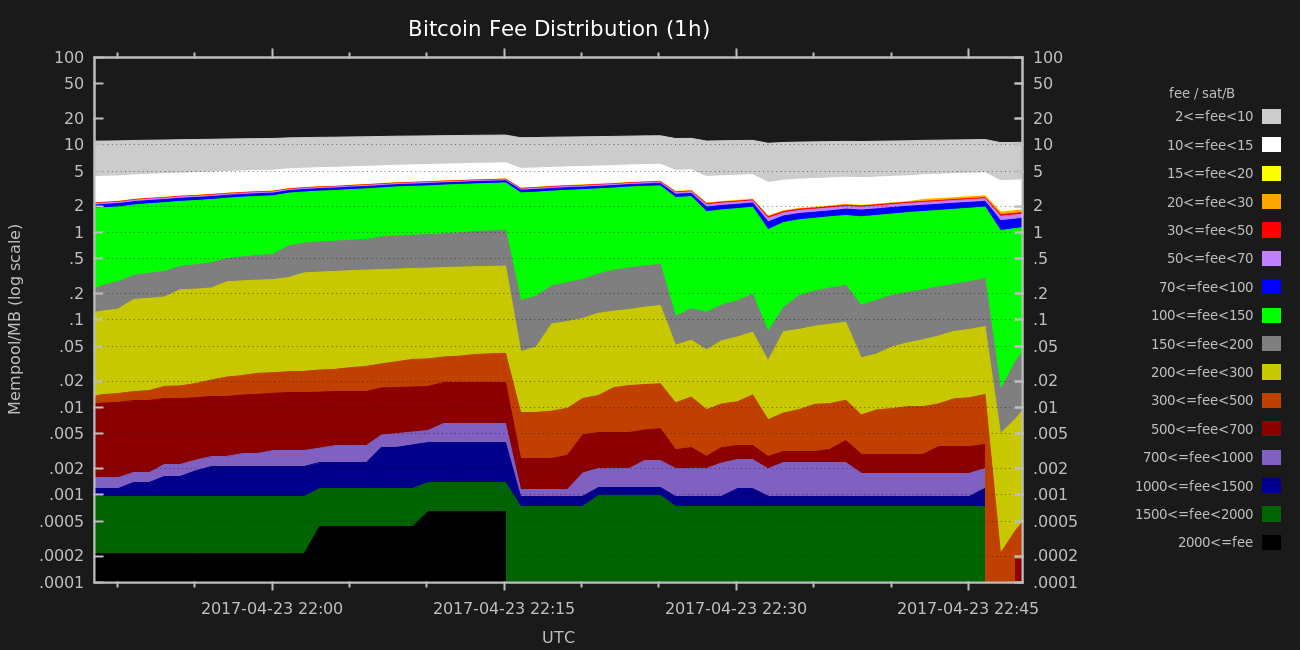 Bitcoin Fee Distribution (1h)
100
50
20
10
5
2
1
.5
.2
.1
.05
.02
.01
.005
.002
.001
.0005
.0002
.0001
Mempool/MB (log scale)
100
50
20
10
5
2
1
.5
.2
.1
.05
.02
.01
.005
.002
.001
.0005
.0002
.0001
2017-04-23 22:00
2017-04-23 22:15
2017-04-23 22:30
2017-04-23 22:45
UTC
fee / sat/B
2<=fee<10
10<=fee<15
15<=fee<20
20<=fee<30
30<=fee<50
50<=fee<70
70<=fee<100
100<=fee<150
150<=fee<200
200<=fee<300
300<=fee<500
500<=fee<700
700<=fee<1000
1000<=fee<1500
1500<=fee<2000
2000<=fee